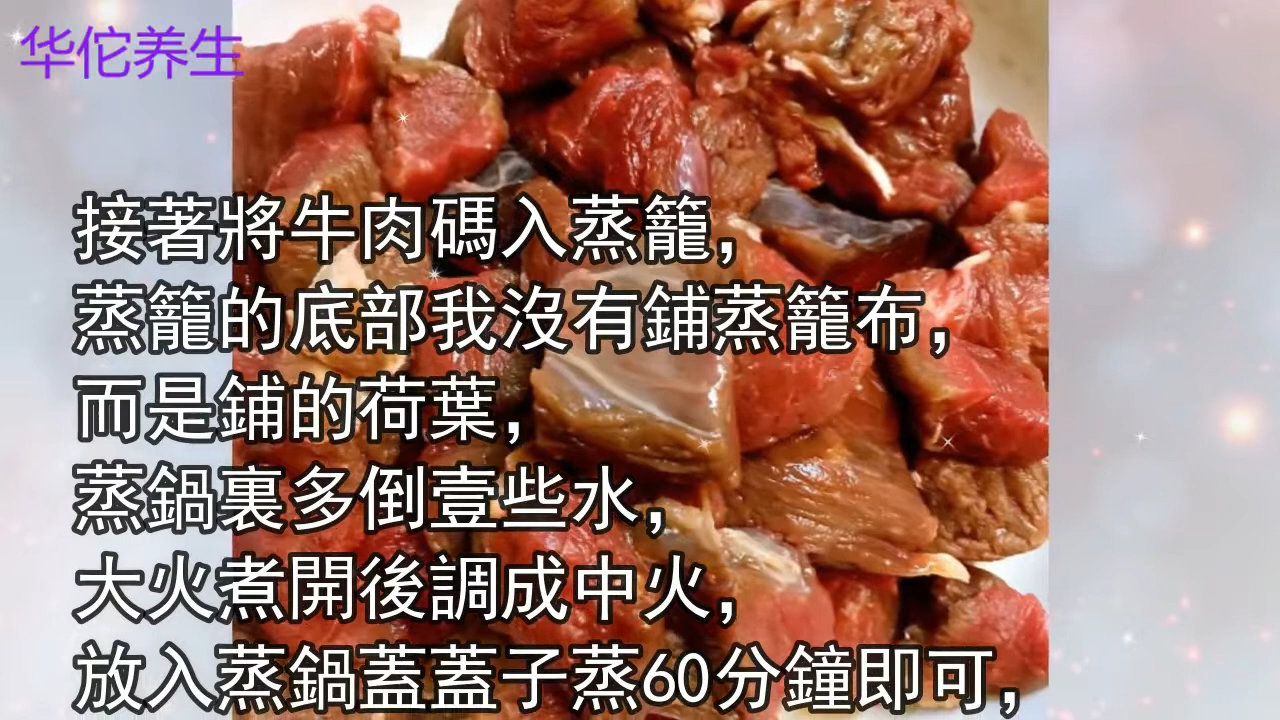 华佗养生
接著將牛肉碼入蒸籠，
蒸籠的底部我沒有鋪蒸籠布，
而是鋪的荷葉，
蒸鍋裏多倒壹些水，
大火煮開後調成中火，
放入蒸鍋蓋蓋子蒸60分鐘即可，